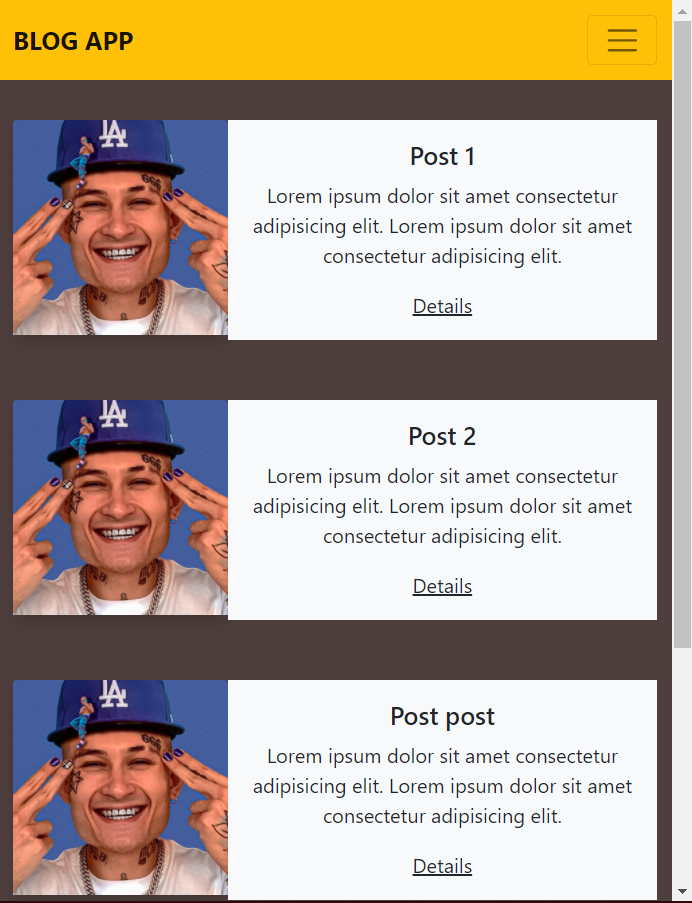 BLOG APP
LA
Post 1
Lorem ipsum dolor sit amet consectetur
adipisicing elit. Lorem ipsum dolor sit amet
consectetur adipisicing elit.
Details
LA
Post 2
Lorem ipsum dolor sit amet consectetur
adipisicing elit. Lorem ipsum dolor sit amet
consectetur adipisicing elit.
Details
LA
Post post
Lorem ipsum dolor sit amet consectetur
adipisicing elit. Lorem ipsum dolor sit amet
consectetur adipisicing elit.
Details